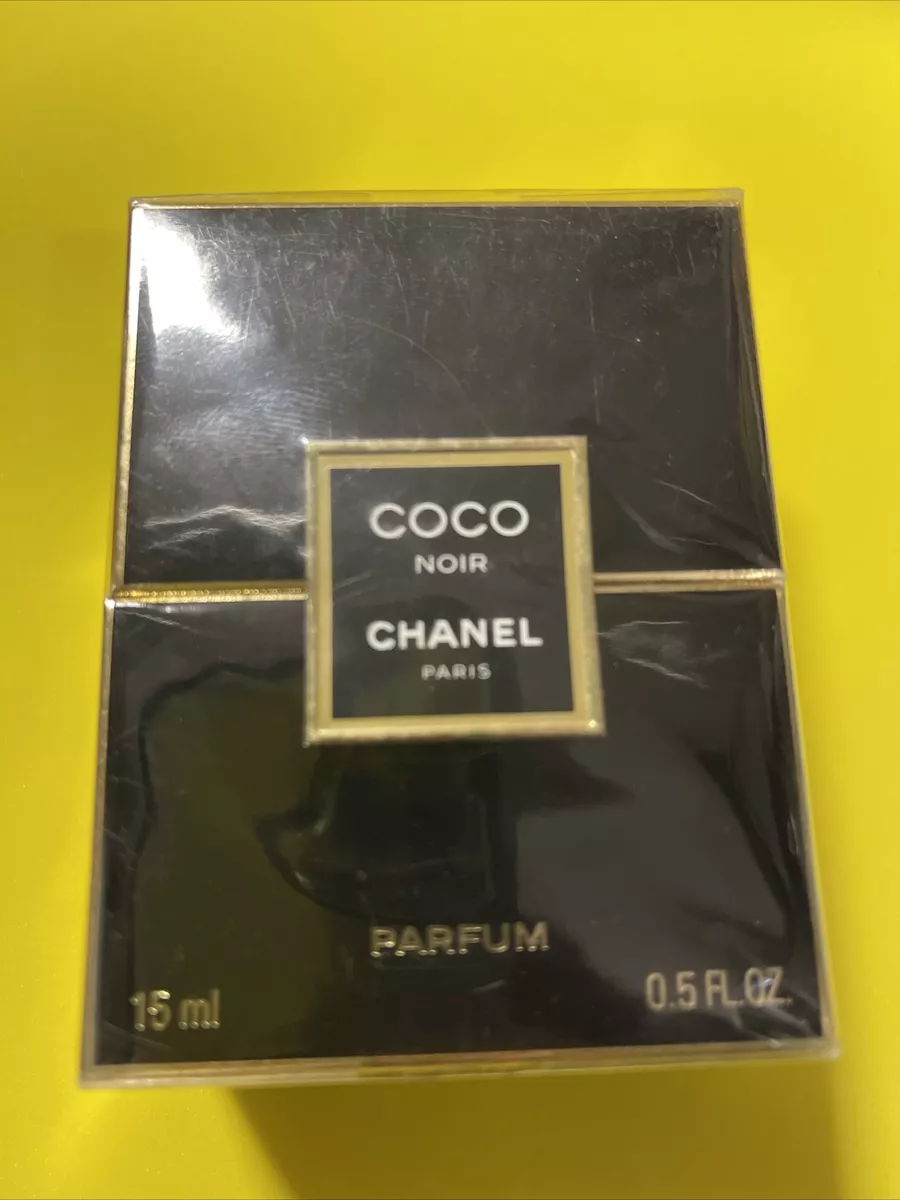 COCO
NOIR
CHANEL
PARIS
PARFUM
15 ml
0.5 FL.OZ.